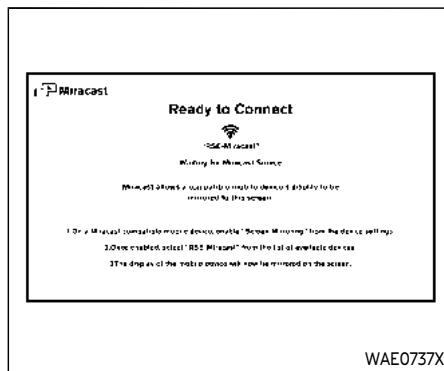 Miracast
Ready to Connect
"RSE-Miracast"
Waiting for Miracast Source
Miracast allows a compatible mobile device's display to be
mirrored to this screen.
1.On a Miracast compatible mobile device, enable "Screen Mirroring" from the device settings.
2.Once enabled, select "RSE-Miracast" from the list of available devices
3.The display of the mobile device will now be mirrored on the screen.
WAE0737X